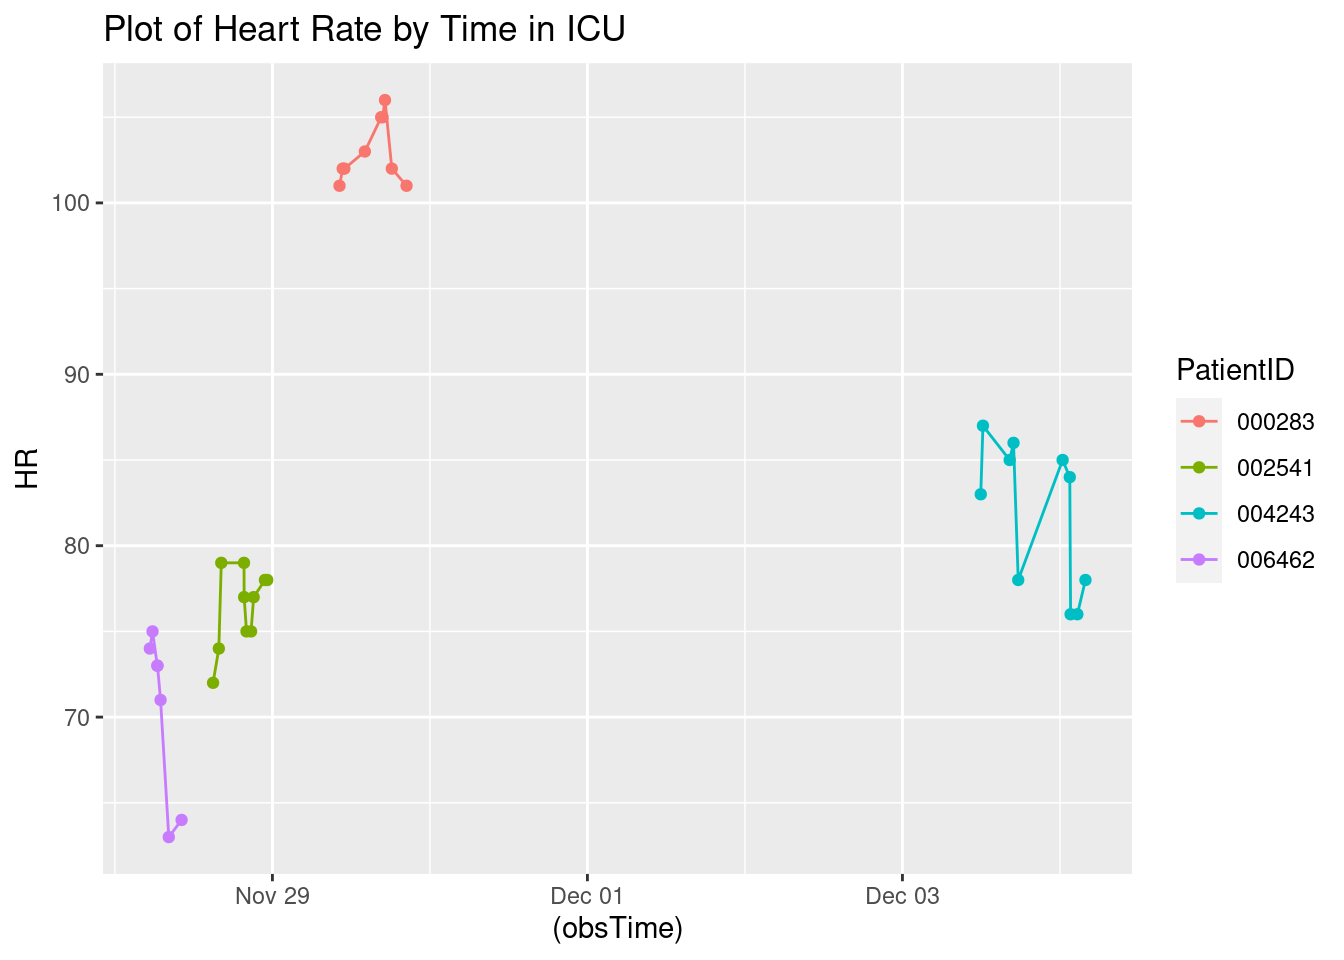 Plot of Heart Rate by Time in ICU
HR
100
90
80
70
Nov 29
Dec 01
Dec 03
(obsTime)
PatientID
000283
002541
004243
006462